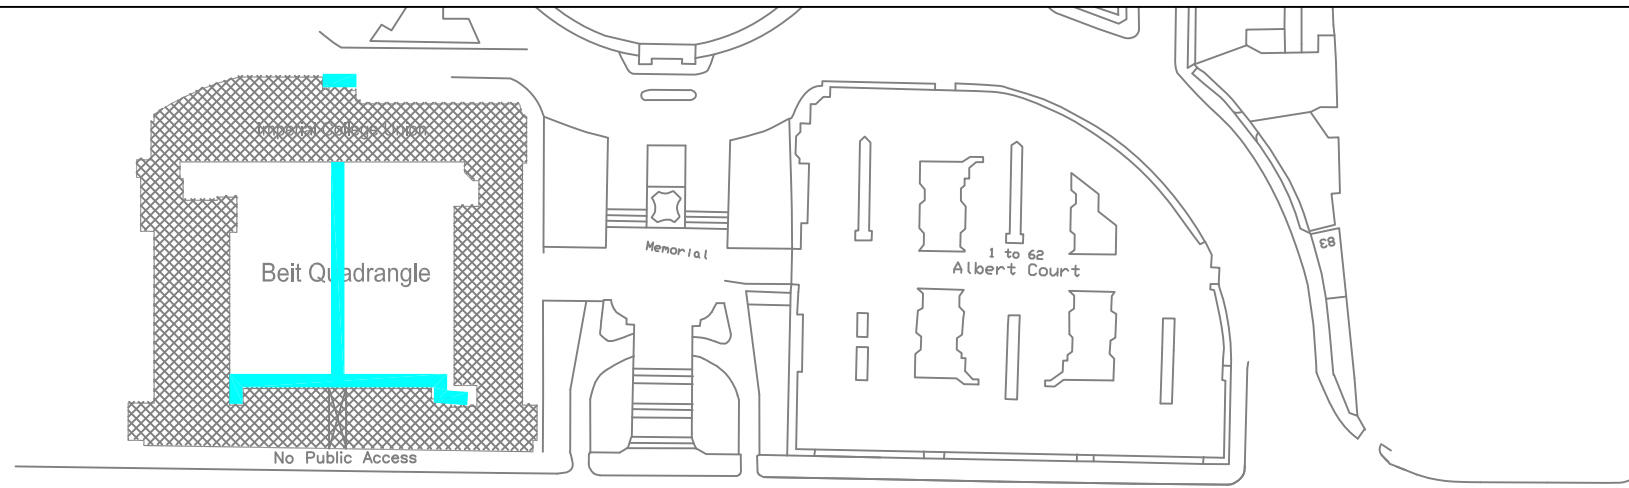 Imperial College Union
Beit Quadrangle
Memorial
1 to 62
Albert Court
83
No Public Access